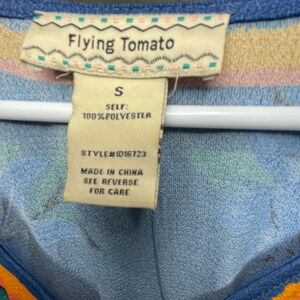 Flying Tomato
S
SELF:
100%POLYESTER
STYLE#ID16723
MADE IN CHINA
SEE REVERSE
FOR CARE